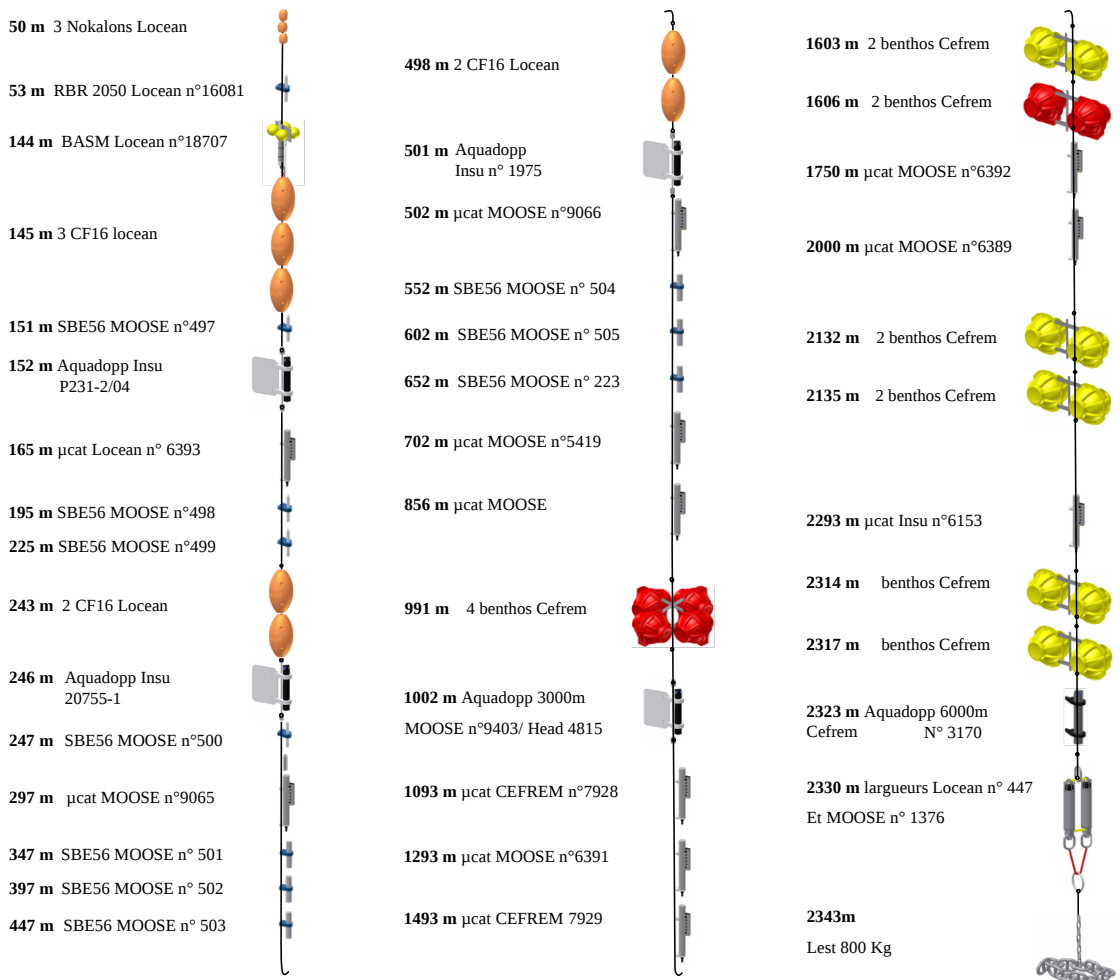 50 m 3 Nokalons Locean
53 m RBR 2050 Locean n°16081
144 m BASM Locean n°18707
145 m 3 CF16 locean
151 m SBE56 MOOSE n°497
152 m Aquadopp Insu
P231-2/04
165 m µcat Locean n° 6393
195 m SBE56 MOOSE n°498
225 m SBE56 MOOSE n°499
243 m 2 CF16 Locean
246 m Aquadopp Insu
20755-1
247 m SBE56 MOOSE n°500
297 m µcat MOOSE n°9065
347 m SBE56 MOOSE n° 501
397 m SBE56 MOOSE n° 502
447 m SBE56 MOOSE n° 503
498 m 2 CF16 Locean
501 m Aquadopp
Insu n° 1975
502 m µcat MOOSE n°9066
552 m SBE56 MOOSE n° 504
602 m SBE56 MOOSE n° 505
652 m SBE56 MOOSE n° 223
702 m µcat MOOSE n°5419
856 m µcat MOOSE
991 m 4 benthos Cefrem
1002 m Aquadopp 3000m
MOOSE n°9403/ Head 4815
1093 m µcat CEFREM n°7928
1293 m µcat MOOSE n°6391
1493 m µcat CEFREM 7929
1603 m 2 benthos Cefrem
1606 m 2 benthos Cefrem
1750 m µcat MOOSE n°6392
2000 m µcat MOOSE n°6389
2132 m 2 benthos Cefrem
2135 m 2 benthos Cefrem
2293 m µcat Insu n°6153
2314 m benthos Cefrem
2317 m benthos Cefrem
2323 m Aquadopp 6000m
Cefrem N° 3170
2330 m largueurs Locean n° 447
Et MOOSE n° 1376
2343m
Lest 800 Kg